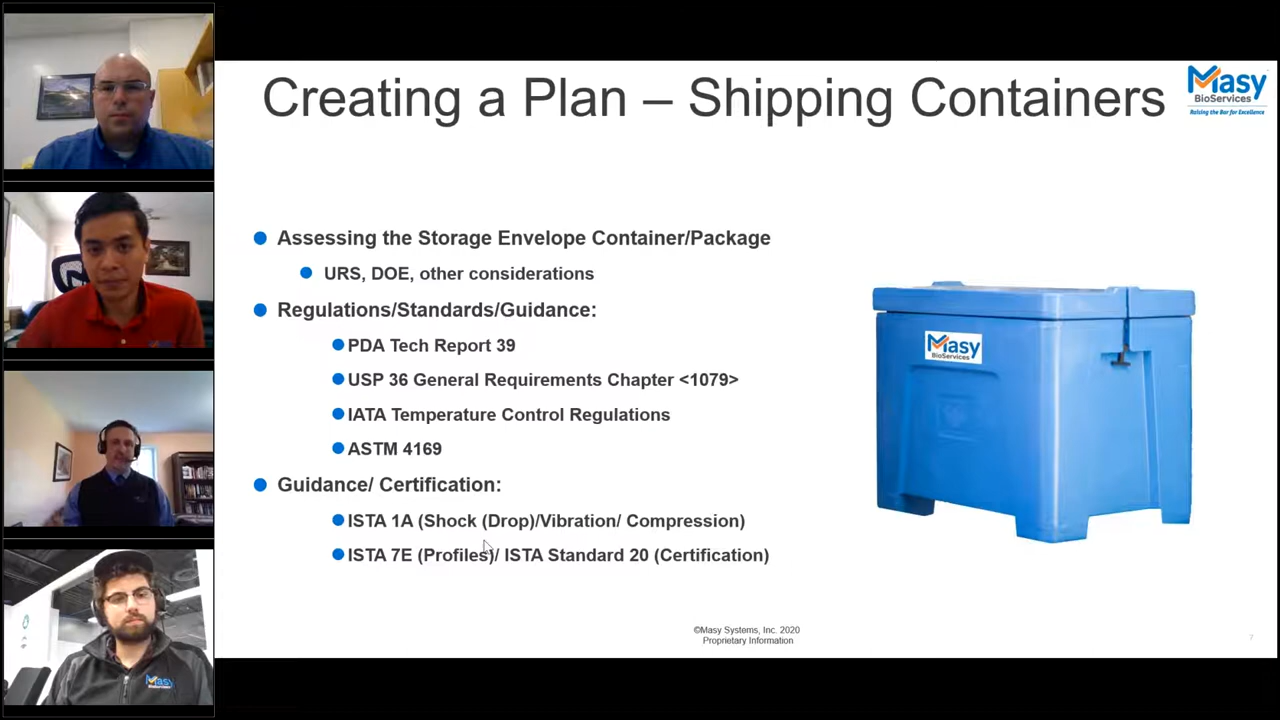 Creating a Plan – Shipping Containers
Masy
BioServices
Raising the Bar for Excellence
Assessing the Storage Envelope Container/Package
URS, DOE, other considerations
Regulations/Standards/Guidance:
PDA Tech Report 39
USP 36 General Requirements Chapter <1079>
IATA Temperature Control Regulations
ASTM 4169
Guidance/ Certification:
ISTA 1A (Shock (Drop)/Vibration/ Compression)
ISTA 7E (Profiles)/ ISTA Standard 20 (Certification)
Masy
BioServices
©Masy Systems, Inc. 2020
Proprietary Information
7
Masy
BioServices